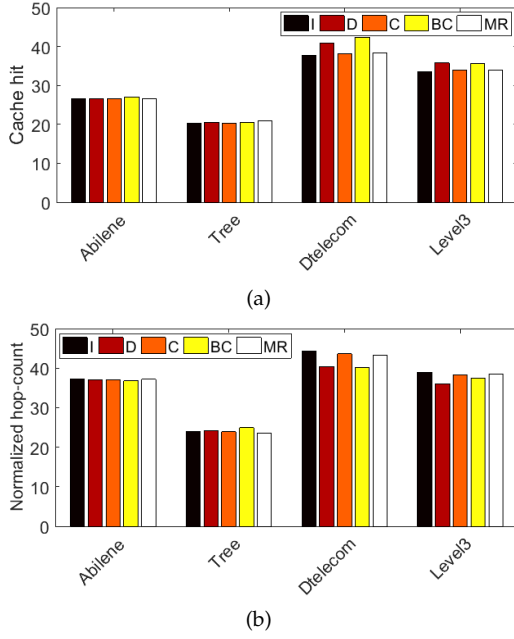 Cache hit
50
40
30
20
10
0
I D C BC MR
Abilene
Tree
Dtelecom
Level3
(a)
Normalized hop-count
50
40
30
20
10
0
I D C BC MR
Abilene
Tree
Dtelecom
Level3
(b)